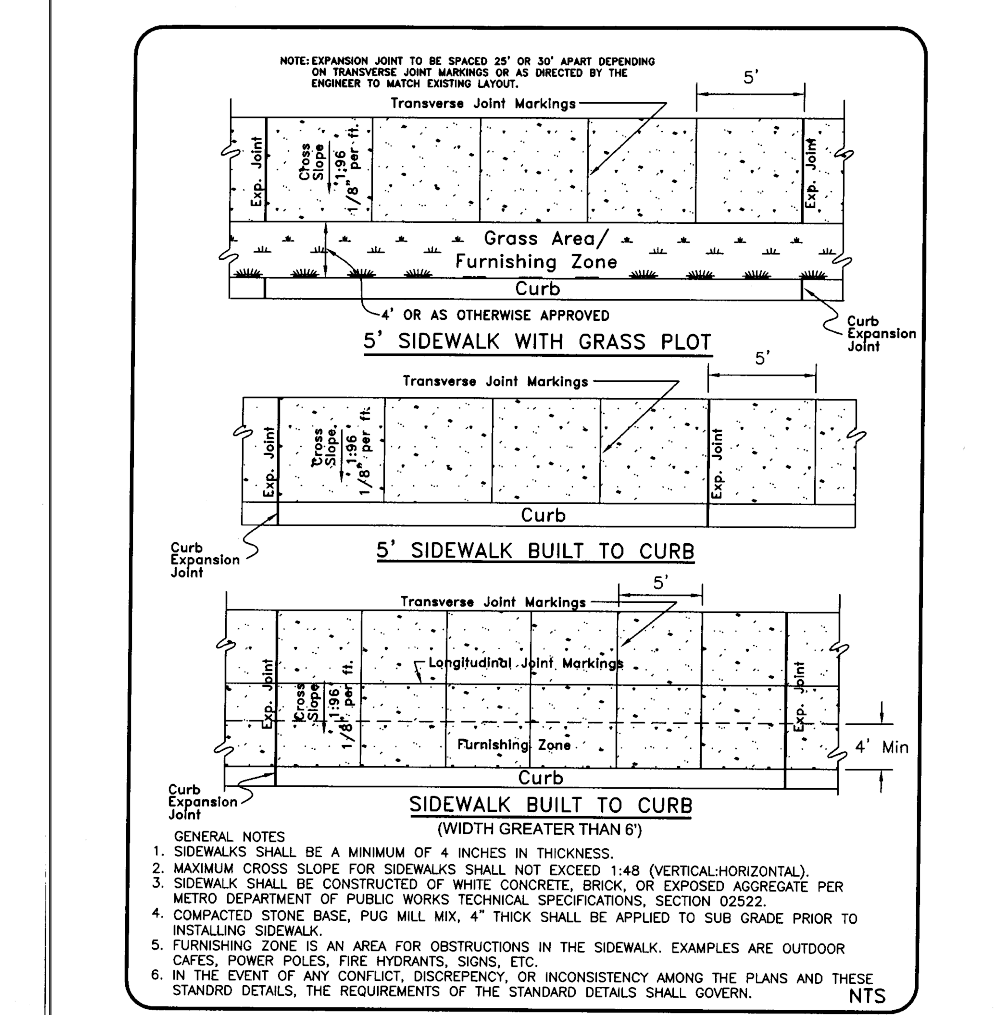 NOTE: EXPANSION JOINT TO BE SPACED 25' OR 30' APART DEPENDING
ON TRANSVERSE JOINT MARKINGS OR AS DIRECTED BY THE
ENGINEER TO MATCH EXISTING LAYOUT.
5'
Transverse Joint Markings
Exp. Joint
Cross
Slope
1:96
1/8" per ft.
Exp. Joint
Grass Area/
Furnishing Zone
Curb
4' OR AS OTHERWISE APPROVED
Curb
Expansion
Joint
5' SIDEWALK WITH GRASS PLOT
5'
Transverse Joint Markings
Exp. Joint
Cross
Slope
1:96
1/8" per ft.
Exp. Joint
Curb
Curb
Expansion
Joint
5' SIDEWALK BUILT TO CURB
5'
Transverse Joint Markings
Longitudinal Joint Markings
Exp. Joint
Cross
Slope
1:96
1/8" per ft.
Exp. Joint
Furnishing Zone
4' Min
Curb
Curb
Expansion
Joint
SIDEWALK BUILT TO CURB
(WIDTH GREATER THAN 6')
GENERAL NOTES
1. SIDEWALKS SHALL BE A MINIMUM OF 4 INCHES IN THICKNESS.
2. MAXIMUM CROSS SLOPE FOR SIDEWALKS SHALL NOT EXCEED 1:48 (VERTICAL:HORIZONTAL).
3. SIDEWALK SHALL BE CONSTRUCTED OF WHITE CONCRETE, BRICK, OR EXPOSED AGGREGATE PER
METRO DEPARTMENT OF PUBLIC WORKS TECHNICAL SPECIFICATIONS, SECTION 02522.
4. COMPACTED STONE BASE, PUG MILL MIX, 4" THICK SHALL BE APPLIED TO SUB GRADE PRIOR TO
INSTALLING SIDEWALK.
5. FURNISHING ZONE IS AN AREA FOR OBSTRUCTIONS IN THE SIDEWALK. EXAMPLES ARE OUTDOOR
CAFES, POWER POLES, FIRE HYDRANTS, SIGNS, ETC.
6. IN THE EVENT OF ANY CONFLICT, DISCREPENCY, OR INCONSISTENCY AMONG THE PLANS AND THESE
STANDRD DETAILS, THE REQUIREMENTS OF THE STANDARD DETAILS SHALL GOVERN.
NTS